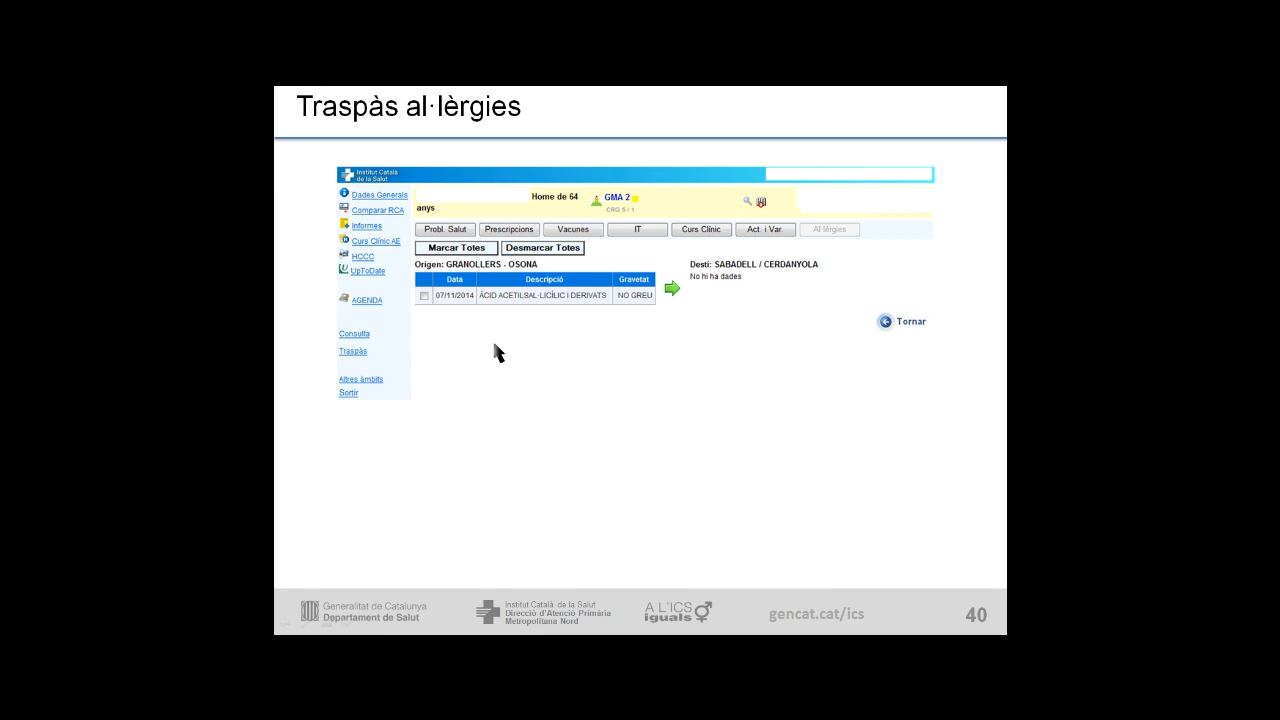 Traspàs al·lèrgies
Institut Català
de la Salut
Dades Generals
Comparar RCA
Informes
Curs Clínic AE
HCCC
UpToDate
AGENDA
Consulta
Traspàs
Altres àmbits
Sortir
Home de 64
anys
GMA 2
CRG 5 / 1
Probl. Salut Prescripcions Vacunes IT Curs Clínic Act. i Var. Al·lèrgies
Marcar Totes Desmarcar Totes
Origen: GRANOLLERS - OSONA
Data Descripció Gravetat
07/11/2014 ÀCID ACETILSAL·LICÍLIC I DERIVATS NO GREU
Destí: SABADELL / CERDANYOLA
No hi ha dades
Tornar
Generalitat de Catalunya
Departament de Salut
Institut Català de la Salut
Direcció d'Atenció Primària
Metropolitana Nord
A L'ICS
iguals
gencat.cat/ics
40